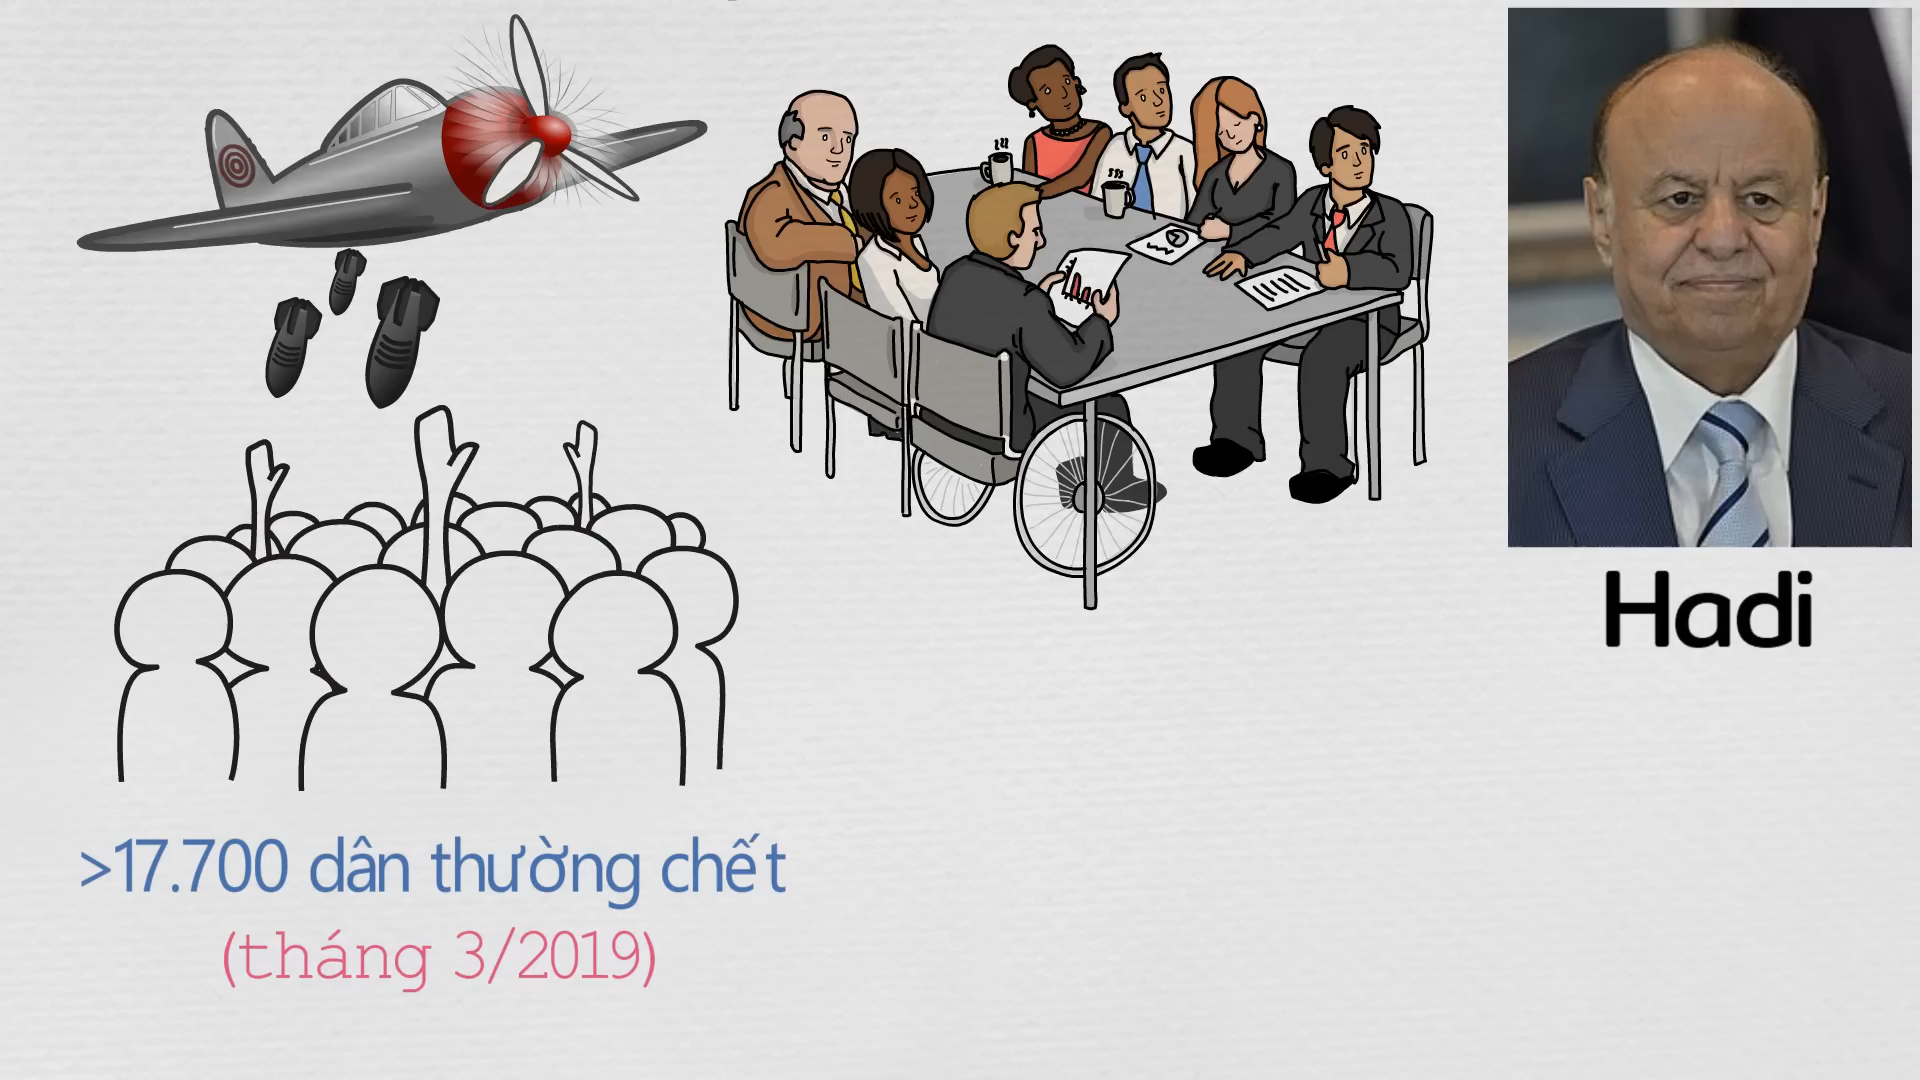 Hadi
>17.700 dân thường chết
(tháng 3/2019)